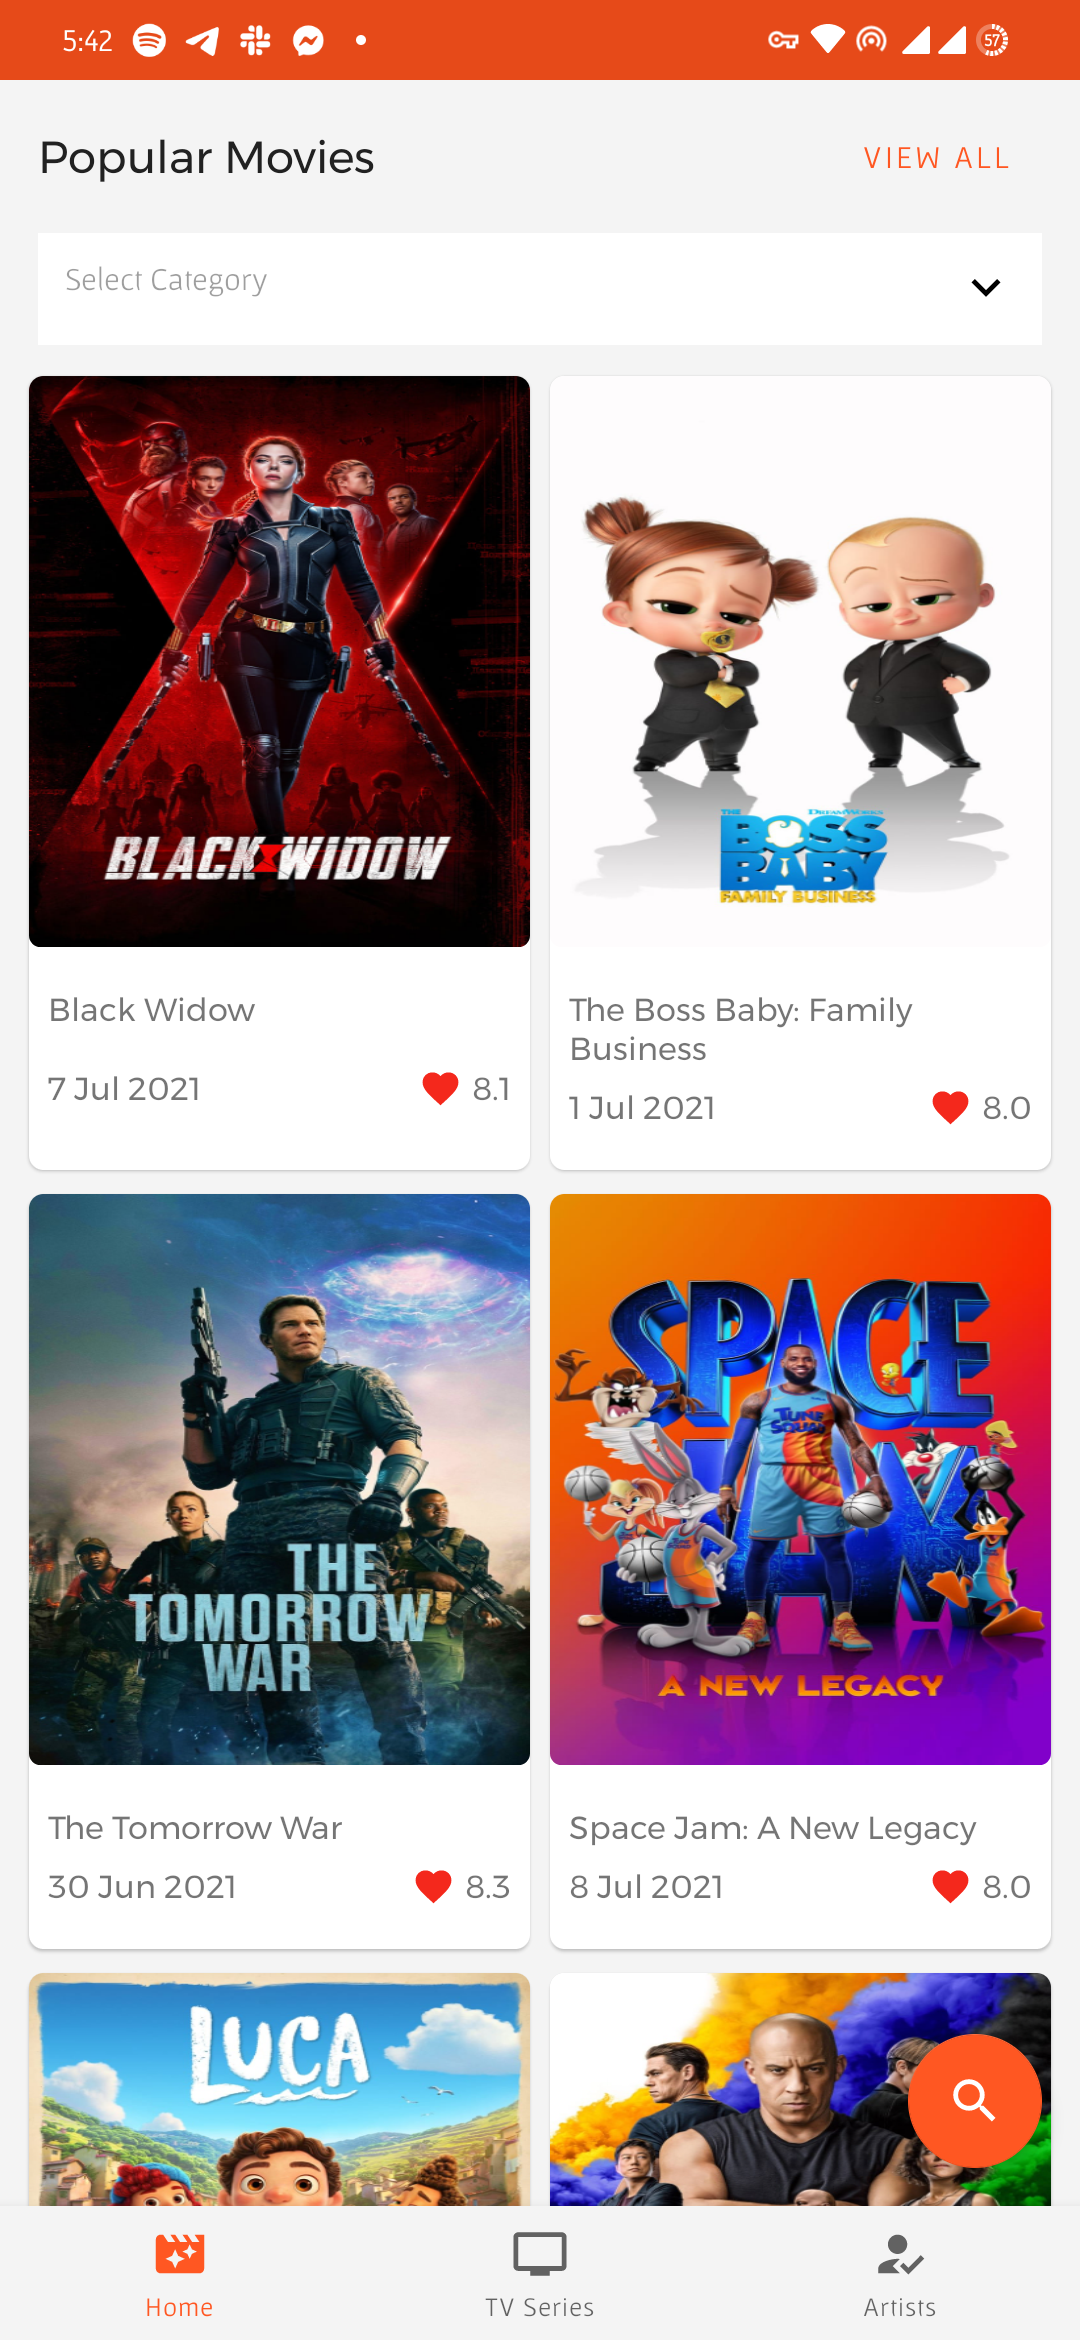 5:42
57
Popular Movies
VIEW ALL
Select Category
BLACK WIDOW
THE
DREAMWORKS
BOSS
BABY
FAMILY BUSINESS
Black Widow
7 Jul 2021
8.1
The Boss Baby: Family
Business
1 Jul 2021
8.0
THE
TOMORROW
WAR
SPACE
JAM
TUNE
SQUAD
A NEW LEGACY
The Tomorrow War
30 Jun 2021
8.3
Space Jam: A New Legacy
8 Jul 2021
8.0
LUCA
Home
TV Series
Artists